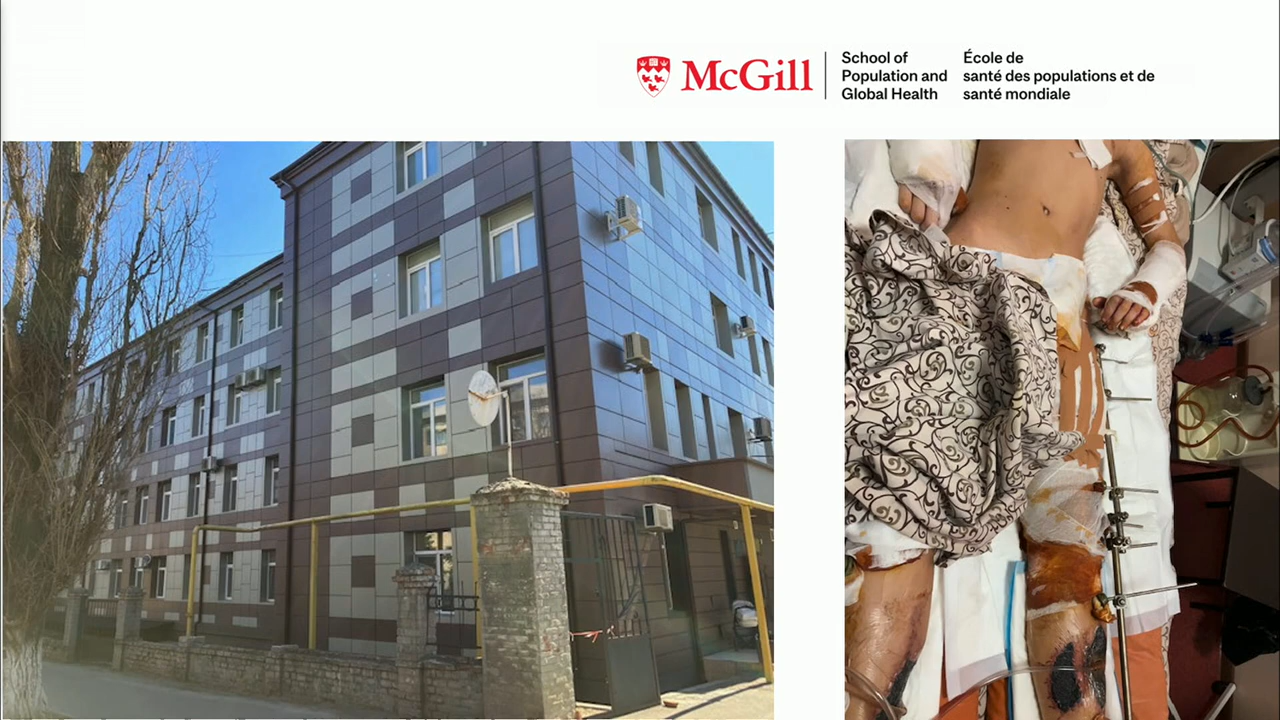 McGill
School of
Population and
Global Health
École de
santé des populations et de
santé mondiale